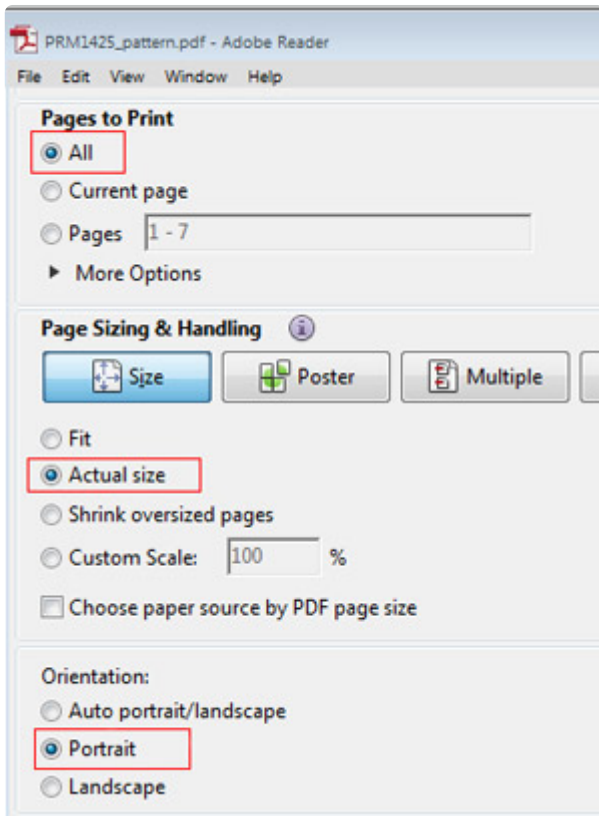 PRM1425_pattern.pdf - Adobe Reader
File Edit View Window Help
Pages to Print
All
Current page
Pages 1 - 7
More Options
Page Sizing & Handling
Size Poster Multiple
Fit
Actual size
Shrink oversized pages
Custom Scale: 100 %
Choose paper source by PDF page size
Orientation:
Auto portrait/landscape
Portrait
Landscape